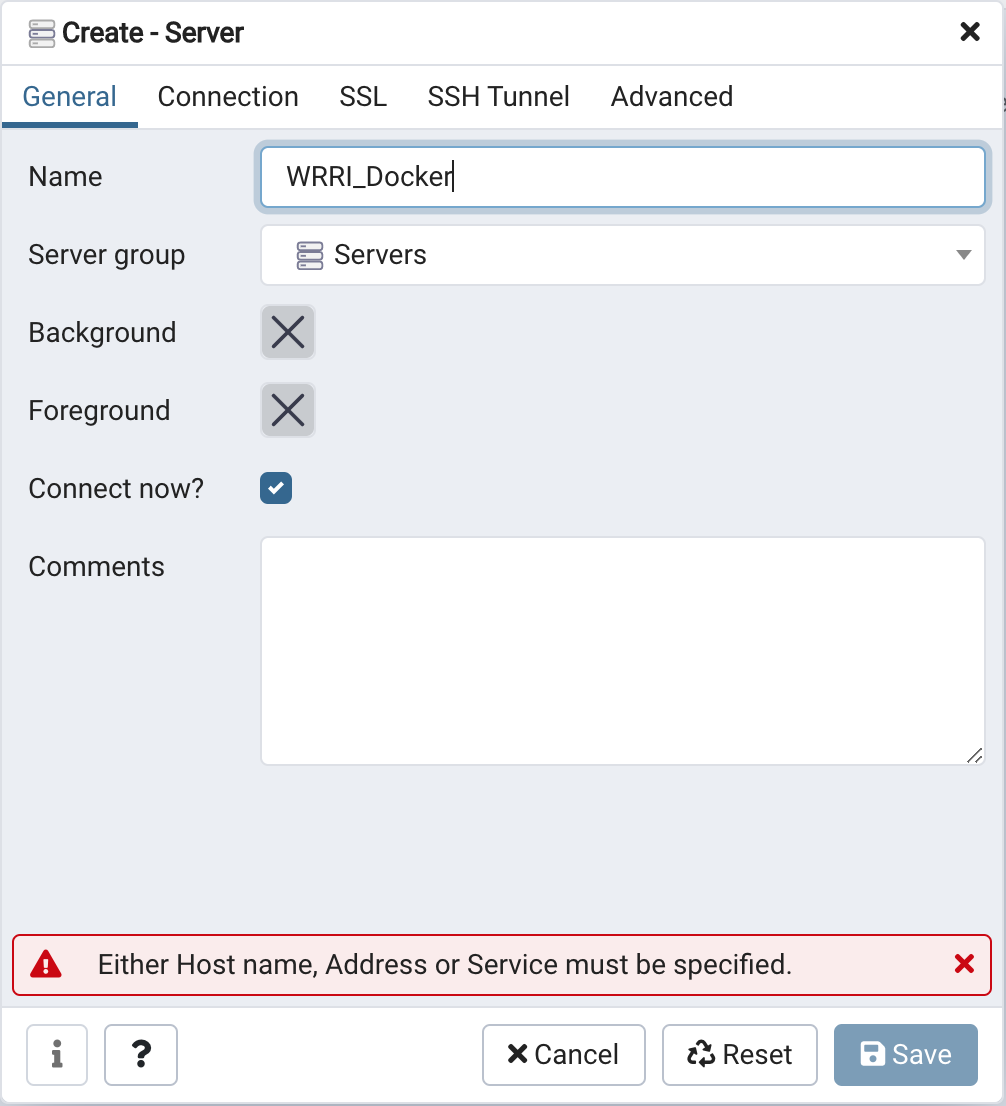 Create - Server
General Connection SSL SSH Tunnel Advanced
Name WRRI_Docker
Server group Servers
Background
Foreground
Connect now?
Comments
Either Host name, Address or Service must be specified.
i ? Cancel Reset Save